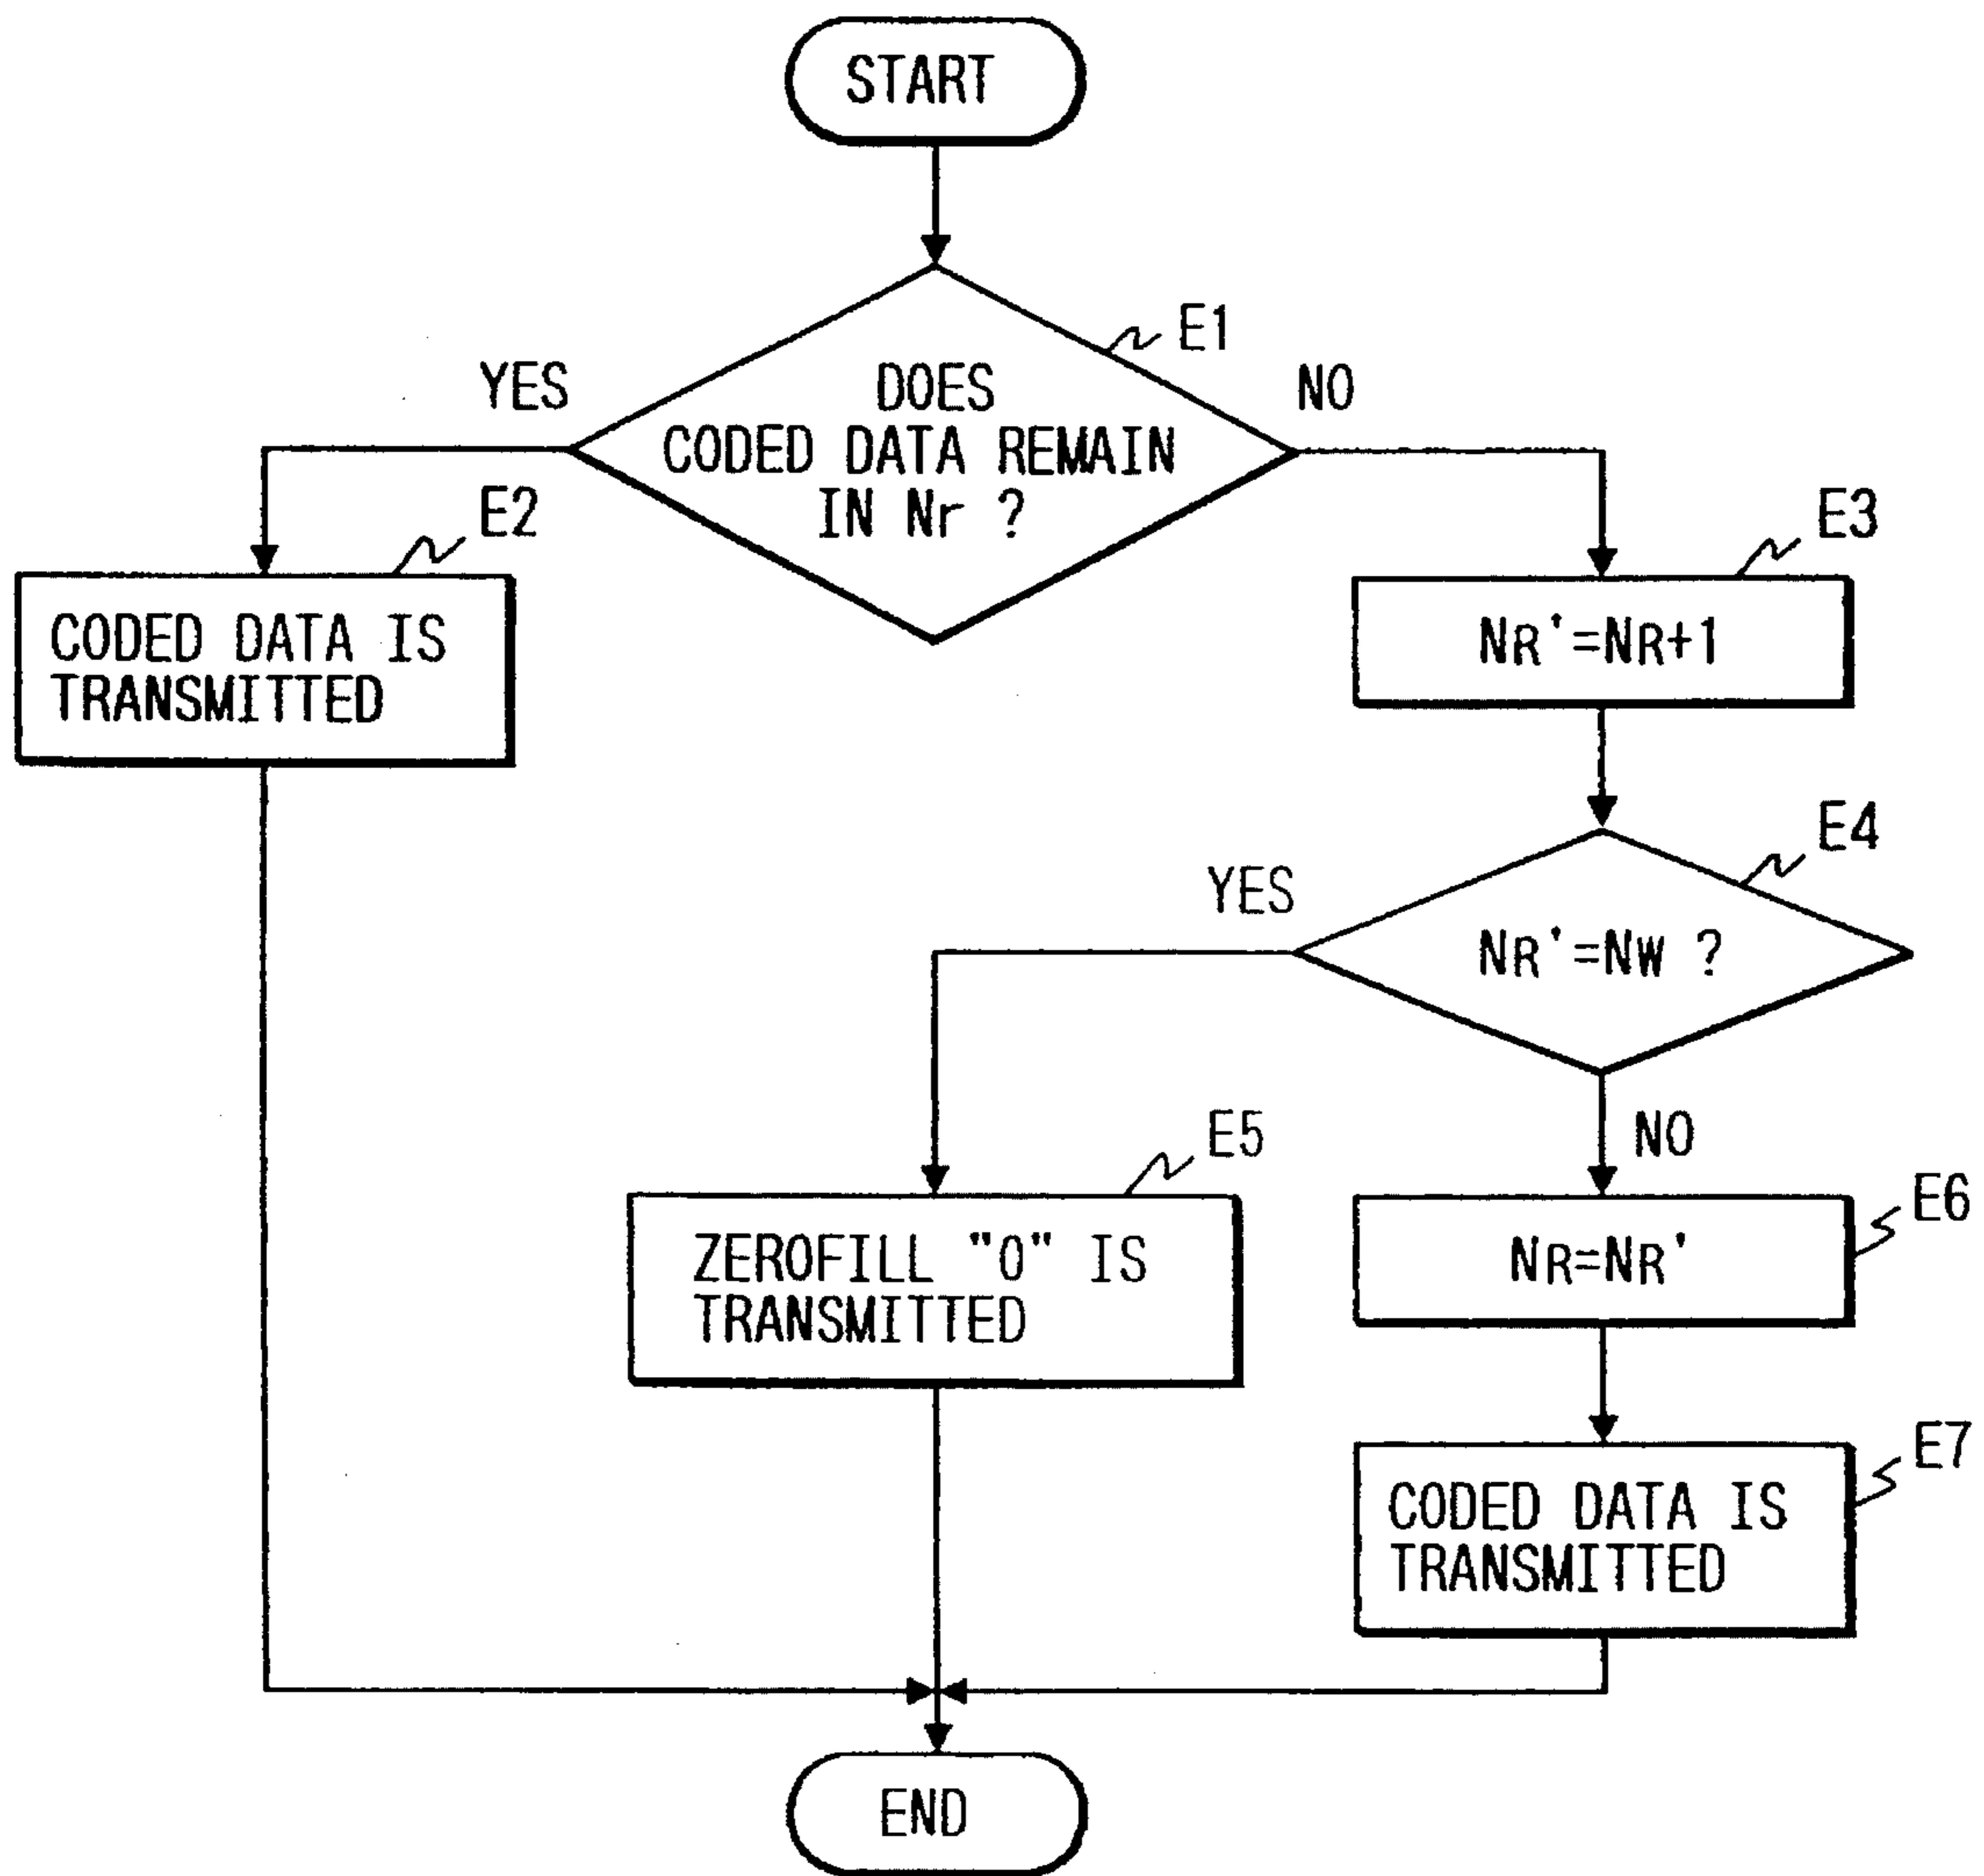 START
E1
YES
NO
DOES
CODED DATA REMAIN
IN Nr ?
E2
CODED DATA IS
TRANSMITTED
E3
NR'=NR+1
E4
YES
NR'=NW ?
NO
E5
ZEROFILL "0" IS
TRANSMITTED
E6
NR=NR'
E7
CODED DATA IS
TRANSMITTED
END